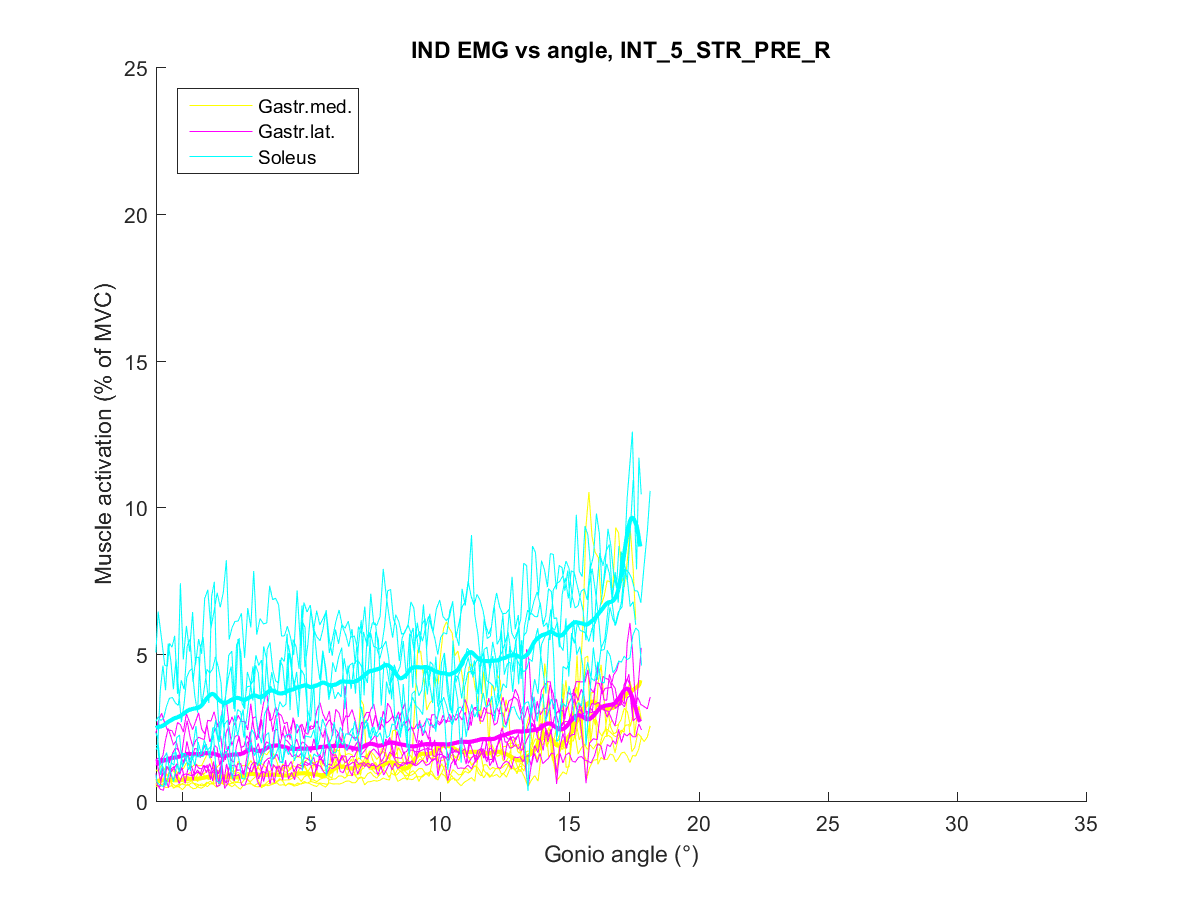 IND EMG vs angle, INT_5_STR_PRE_R
25
20
15
10
5
0
Muscle activation (% of MVC)
Gastr.med.
Gastr.lat.
Soleus
0 5 10 15 20 25 30 35
Gonio angle (°)